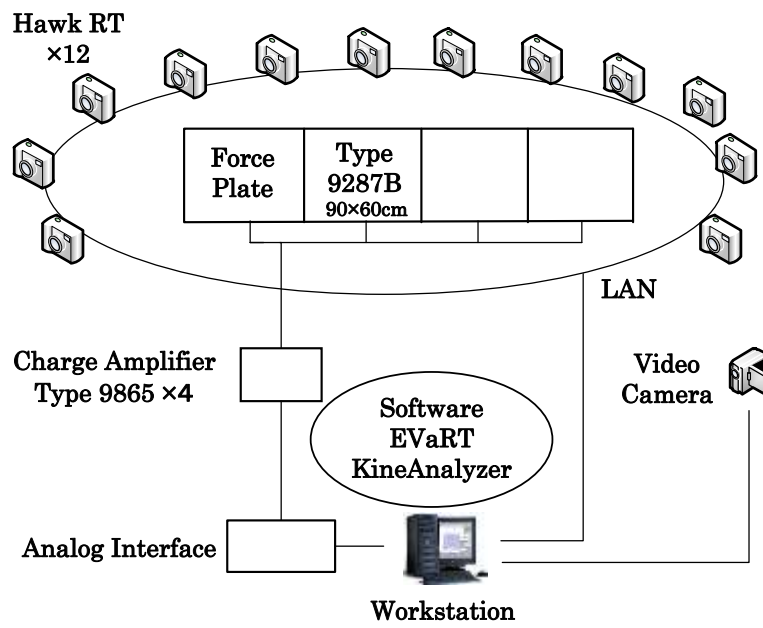 Hawk RT
×12
Force
Plate
Type
9287B
90×60cm
LAN
Charge Amplifier
Type 9865 ×4
Video
Camera
Software
EVaRT
KineAnalyzer
Analog Interface
Workstation